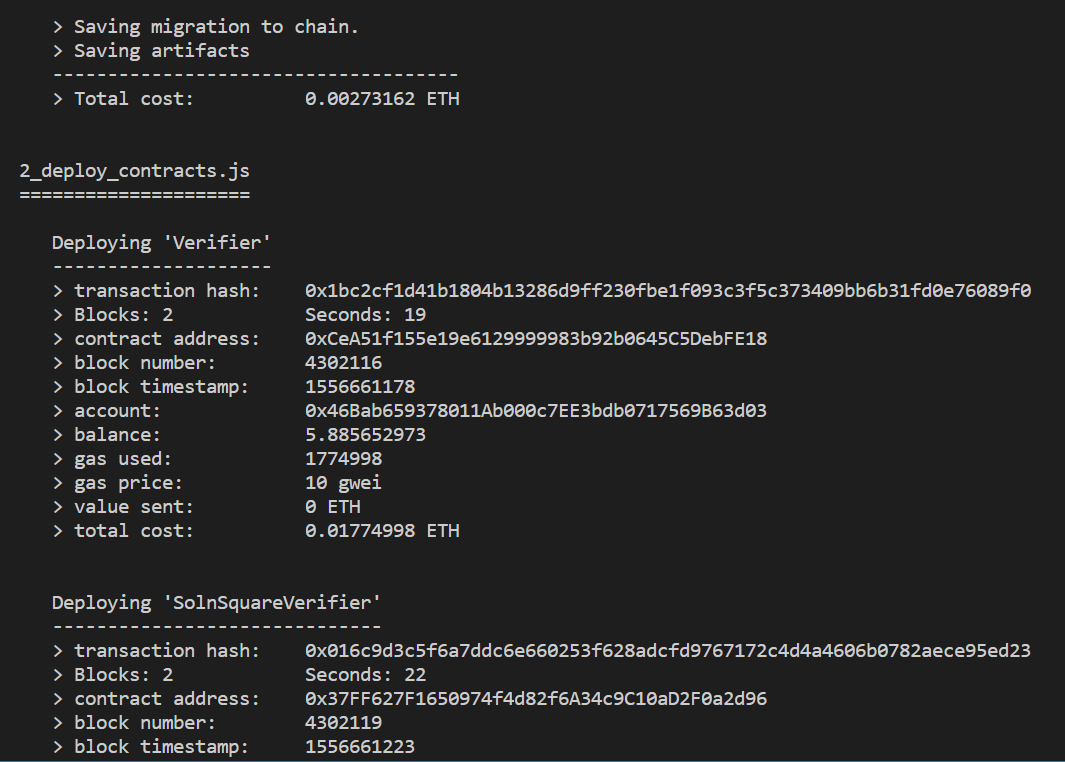 > Saving migration to chain.
> Saving artifacts
-------------------------------------
> Total cost: 0.00273162 ETH
2_deploy_contracts.js
=====================
Deploying 'Verifier'
--------------------
> transaction hash: 0x1bc2cf1d41b1804b13286d9ff230fbe1f093c3f5c373409bb6b31fd0e76089f0
> Blocks: 2 Seconds: 19
> contract address: 0xCeA51f155e19e6129999983b92b0645C5DebFE18
> block number: 4302116
> block timestamp: 1556661178
> account: 0x46Bab659378011Ab000c7EE3bdb0717569B63d03
> balance: 5.885652973
> gas used: 1774998
> gas price: 10 gwei
> value sent: 0 ETH
> total cost: 0.01774998 ETH
Deploying 'SolnSquareVerifier'
------------------------------
> transaction hash: 0x016c9d3c5f6a7ddc6e660253f628adcfd9767172c4d4a4606b0782aece95ed23
> Blocks: 2 Seconds: 22
> contract address: 0x37FF627F1650974f4d82f6A34c9C10aD2F0a2d96
> block number: 4302119
> block timestamp: 1556661223